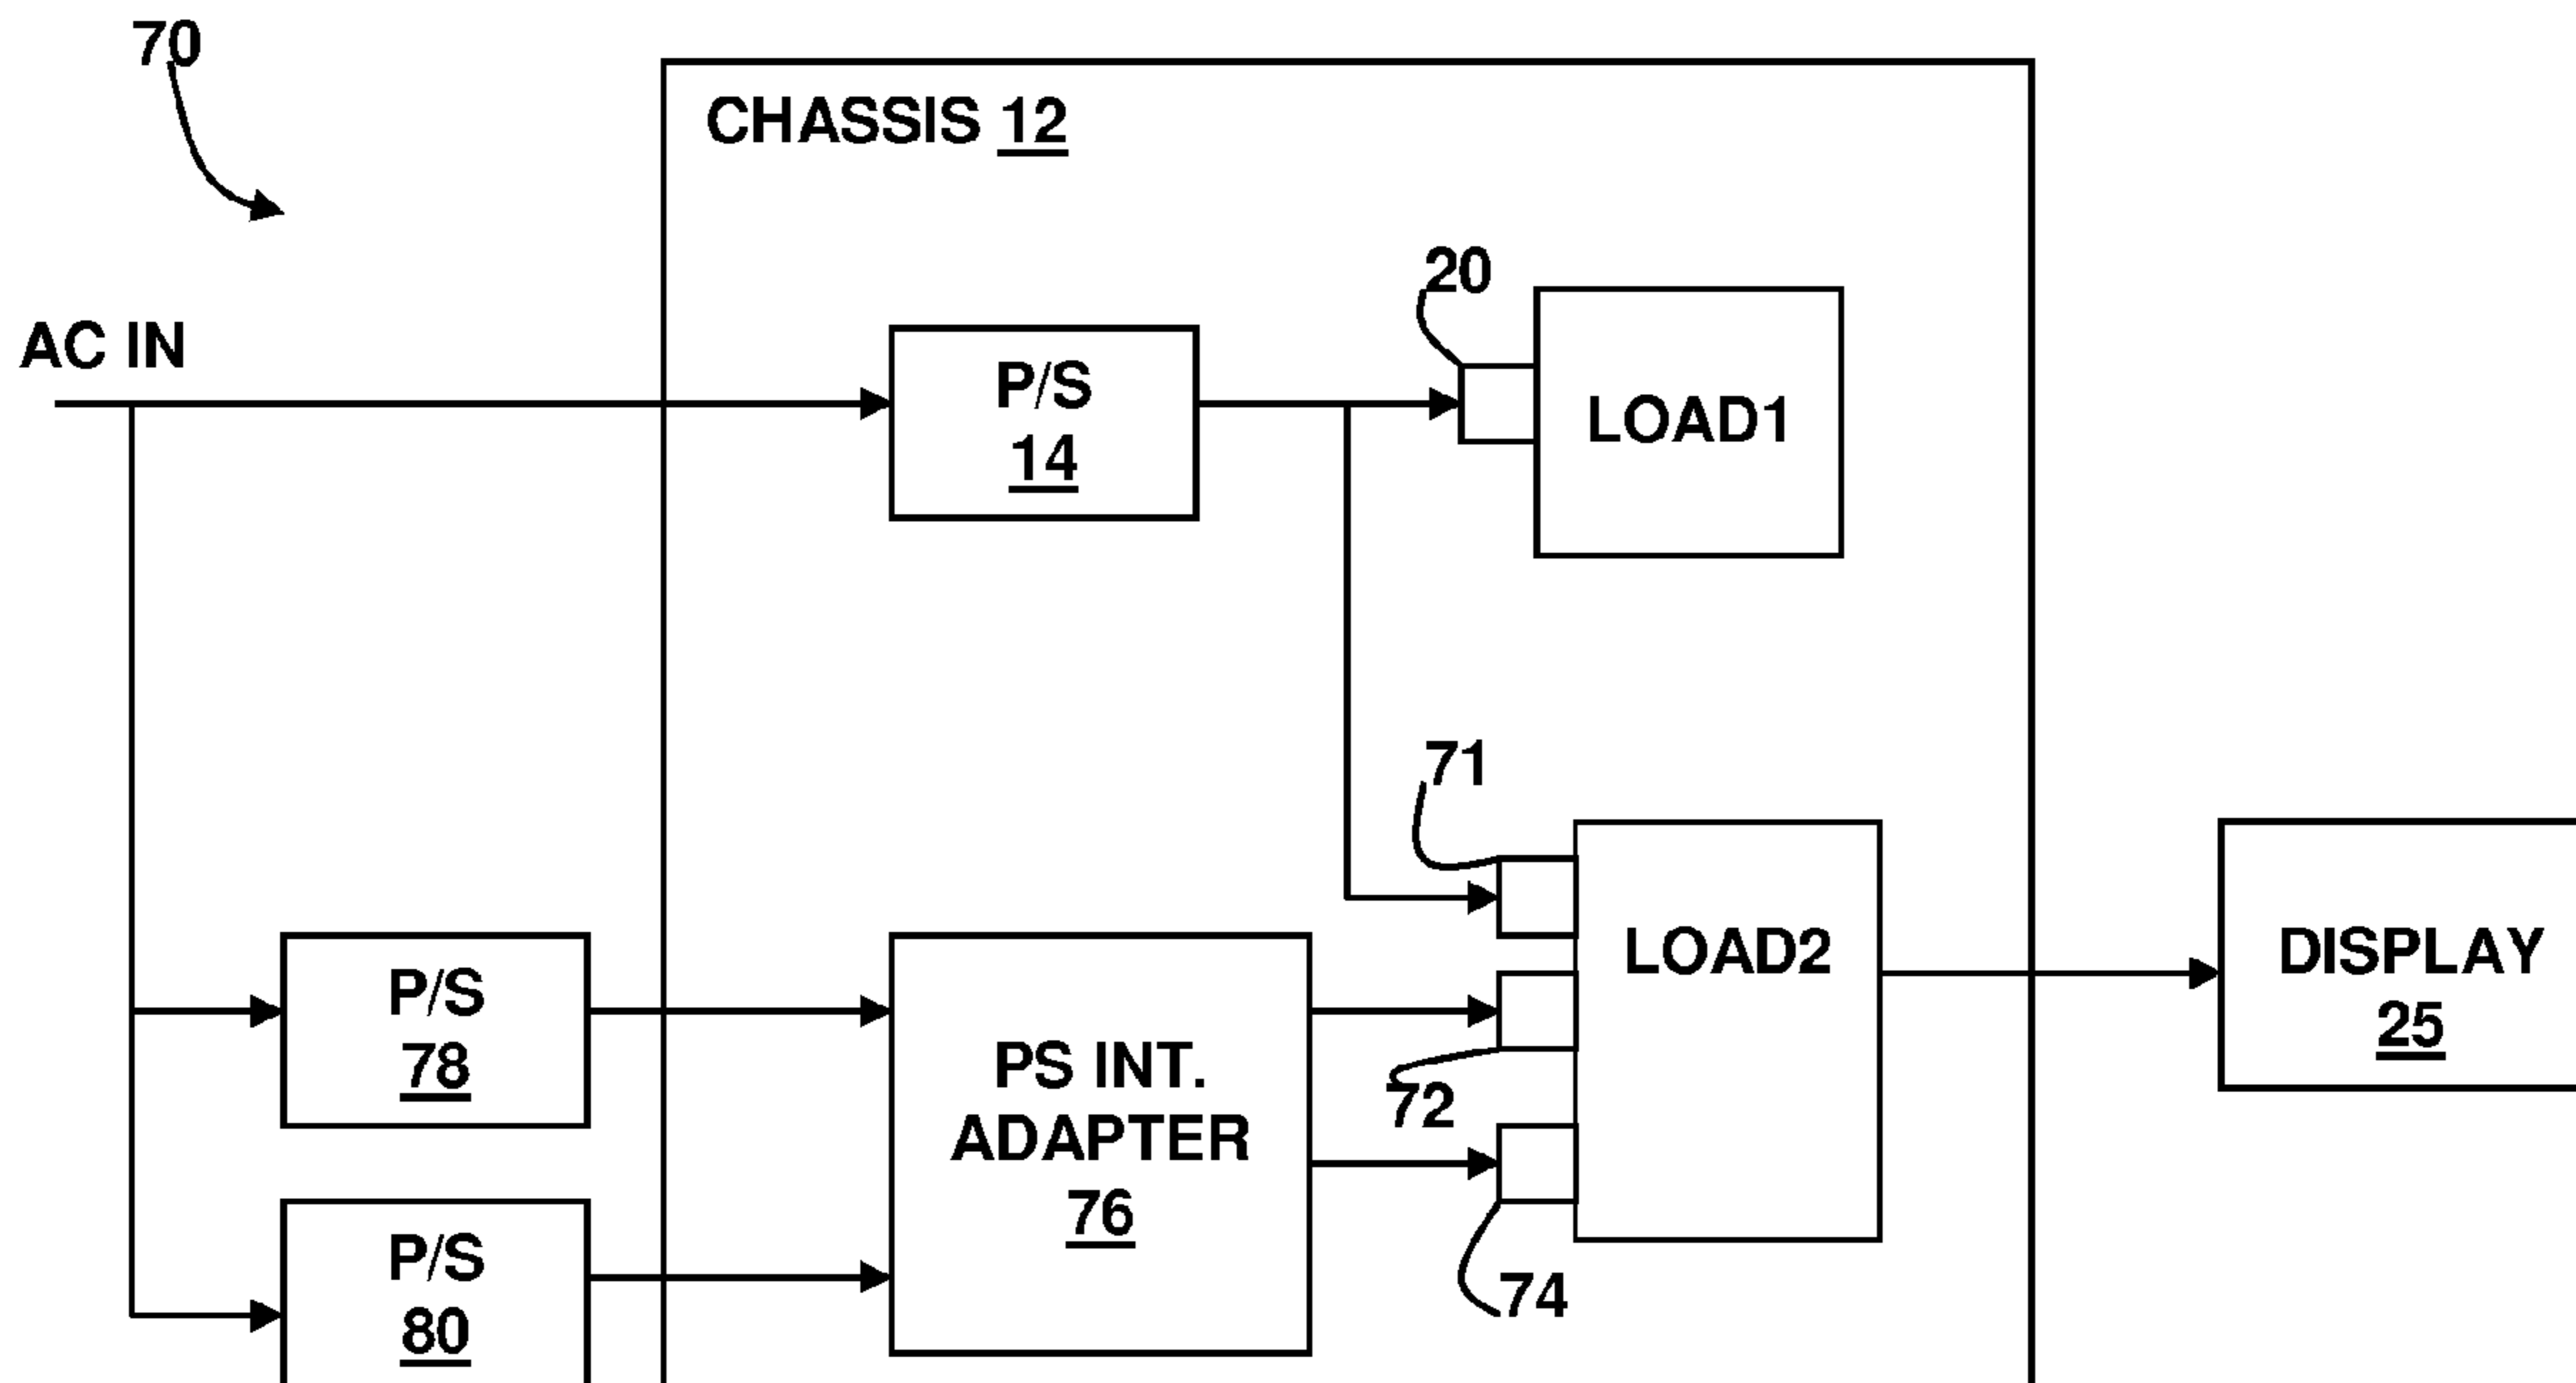 70
CHASSIS 12
20
AC IN
P/S
14
LOAD1
71
LOAD2
DISPLAY
25
P/S
78
PS INT.
ADAPTER
76
72
P/S
80
74